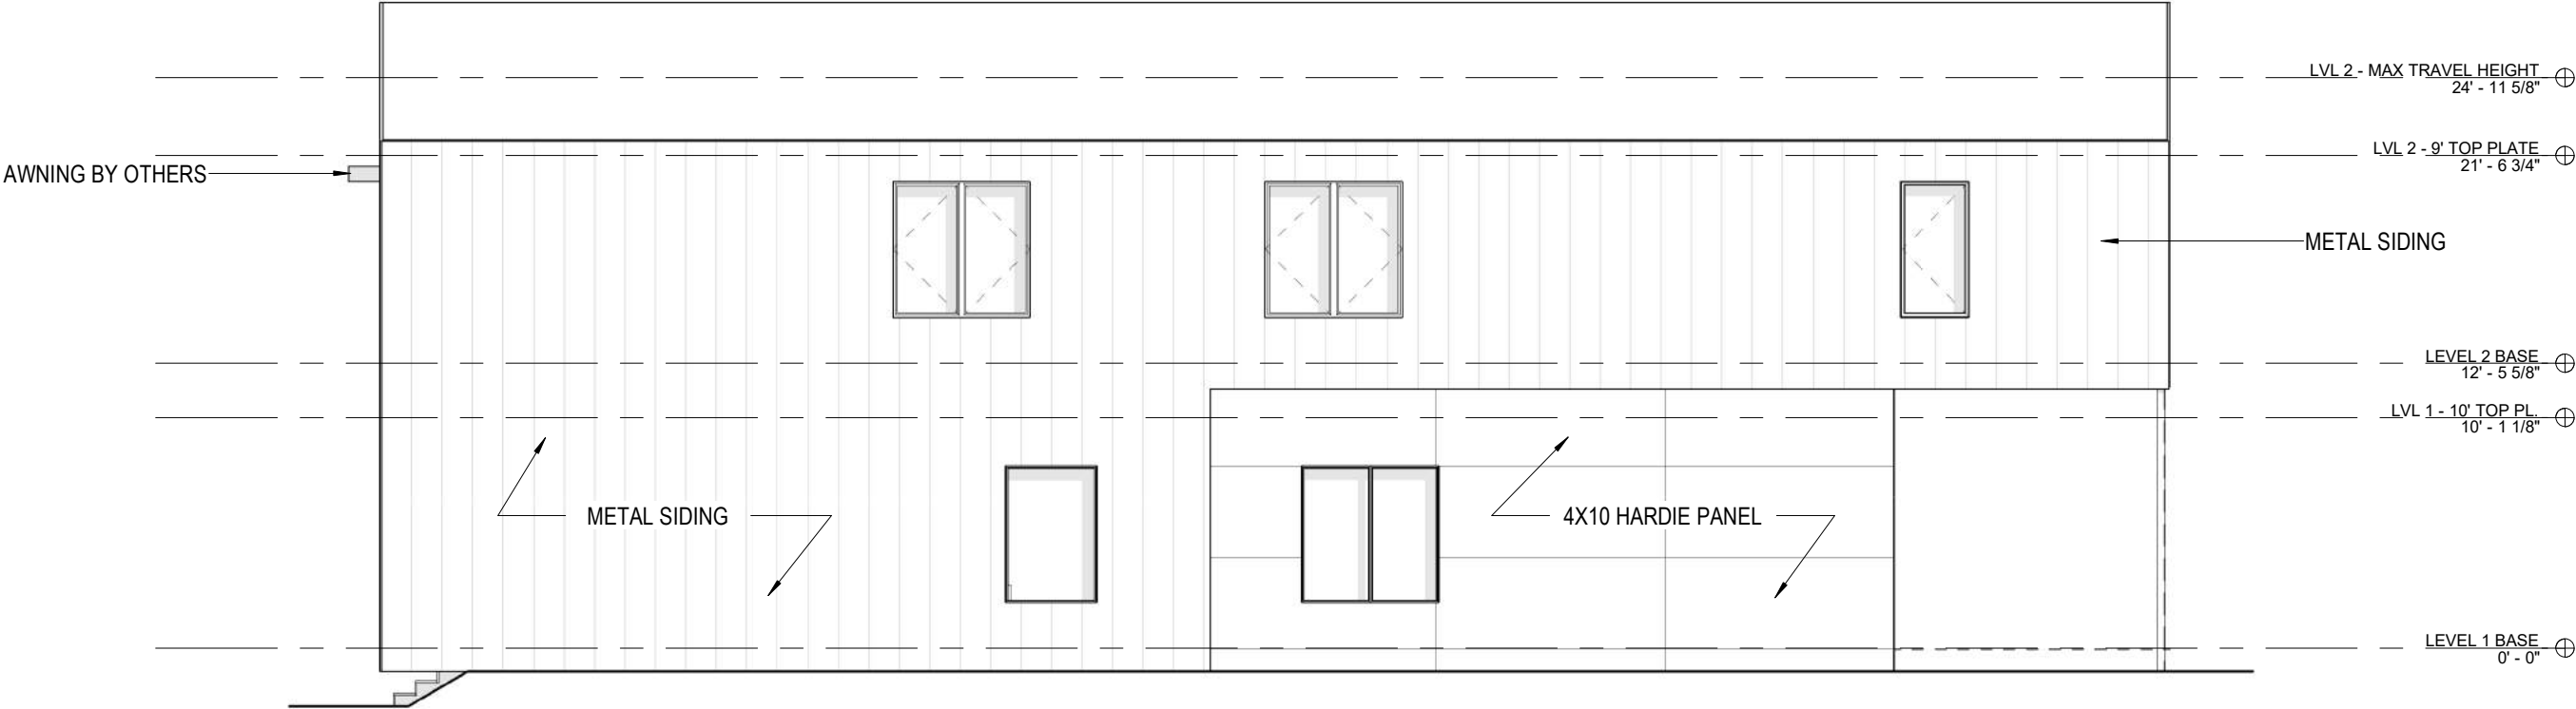 LVL 2 - MAX TRAVEL HEIGHT
24' - 11 5/8"
LVL 2 - 9' TOP PLATE
21' - 6 3/4"
AWNING BY OTHERS
METAL SIDING
LEVEL 2 BASE
12' - 5 5/8"
LVL 1 - 10' TOP PL.
10' - 1 1/8"
METAL SIDING
4X10 HARDIE PANEL
LEVEL 1 BASE
0' - 0"